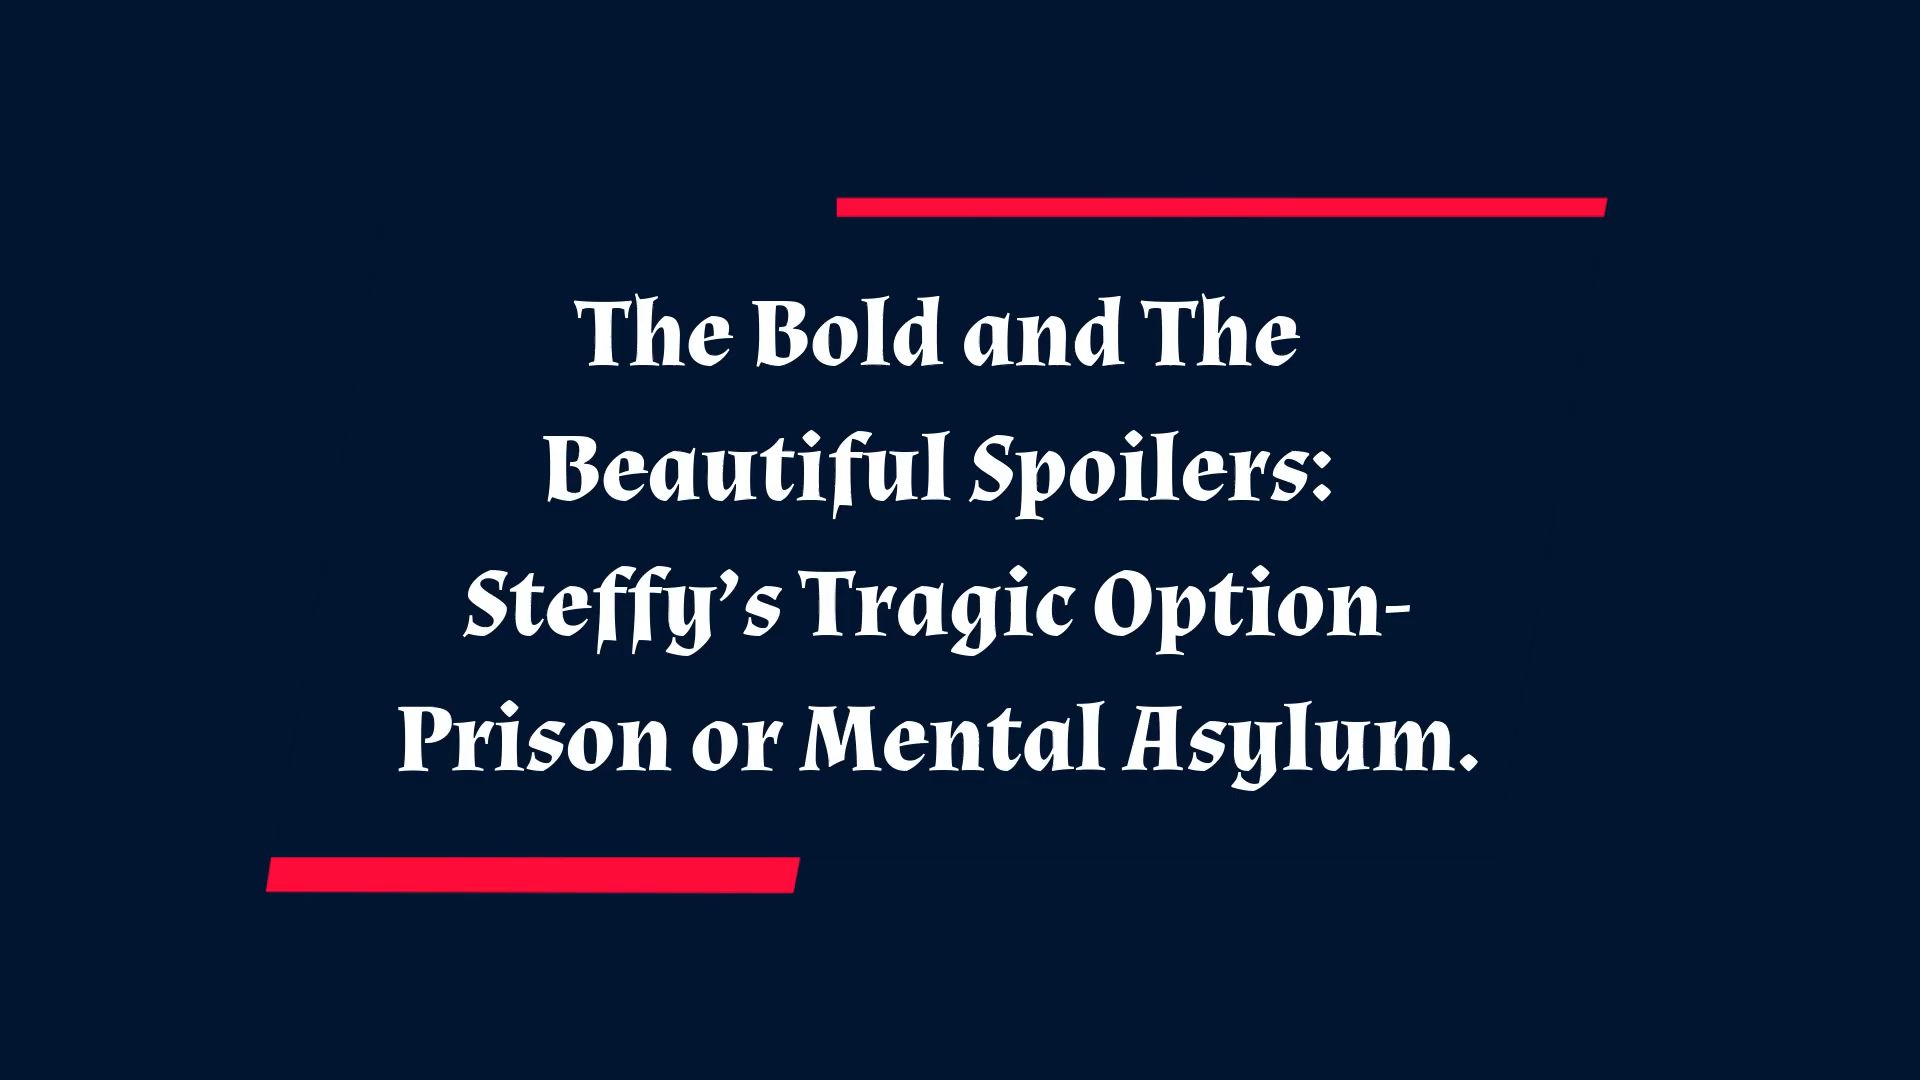 The Bold and The
Beautiful Spoilers:
Steffy’s Tragic Option-
Prison or Mental Asylum.